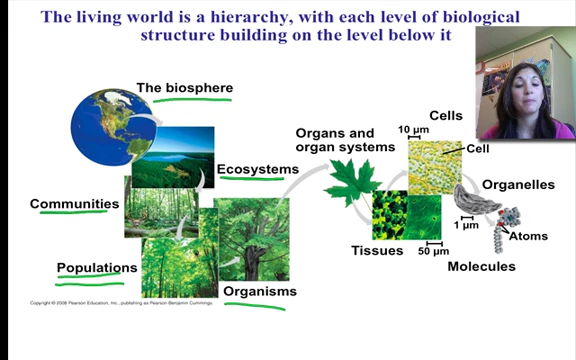 The living world is a hierarchy, with each level of biological
structure building on the level below it
The biosphere
Ecosystems
Communities
Populations
Organisms
Organs and
organ systems
Cells
10 µm
Cell
Organelles
1 µm
Atoms
Tissues
50 µm
Molecules
Copyright © 2008 Pearson Education, Inc., publishing as Pearson Benjamin Cummings.